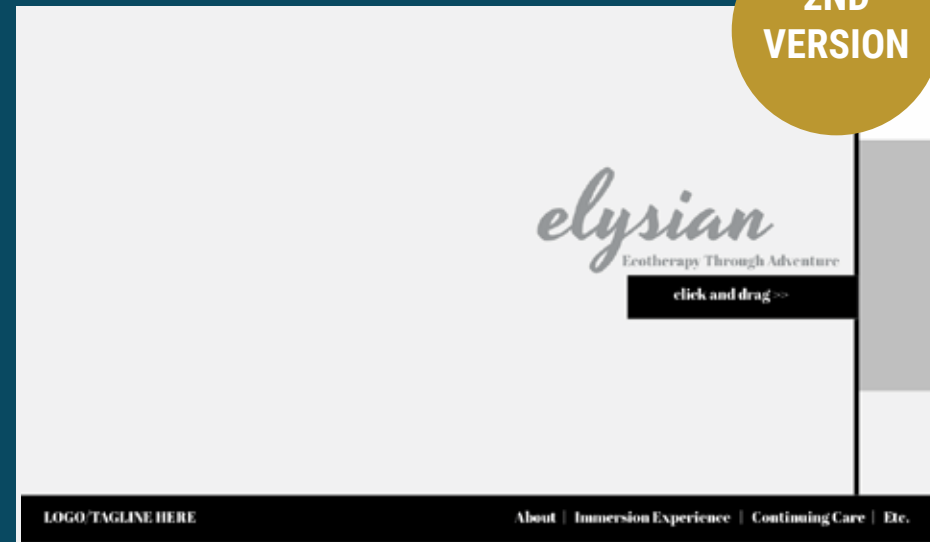 2ND
VERSION
elysian
Ecotherapy Through Adventure
click and drag >>
LOGO/TAGLINE HERE
About | Immersion Experience | Continuing Care | Etc.